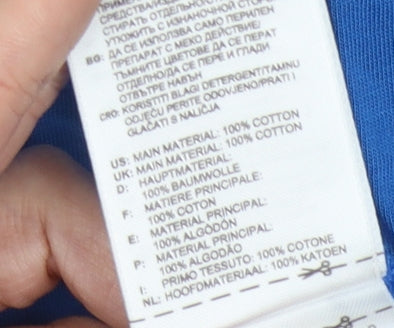 СРЕДСТВА/ИЗДЕ
СТИРАТЬ ОТДЕЛЬНО
УТЮЖИТЬ С ИЗНАНОЧНОЙ СТОР
BG: ДА СЕ ИЗПОЛЗВА САМО ПЕРИЛЕН
ПРЕПАРАТ С МЕКО ДЕЙСТВИЕ/
ТЪМНИТЕ ЦВЕТОВЕ ДА СЕ ПЕРАТ
ОТДЕЛНО/ДА СЕ ПЕРЕ И ГЛАДИ
ОТВЪТРЕ НАВЪН
CRO: KORISTITI BLAGI DETERGENT/TAMNU
ODJEĆU PERITE ODOVJENO/PRATI I
GLAČATI S NALIČJA
US: MAIN MATERIAL: 100% COTTON
UK: MAIN MATERIAL: 100% COTTON
D: HAUPTMATERIAL:
100% BAUMWOLLE
F: MATIERE PRINCIPALE:
100% COTON
E: MATERIAL PRINCIPAL:
100% ALGODÓN
P: MATERIAL PRINCIPAL:
100% ALGODÃO
I: PRIMO TESSUTO: 100% COTONE
NL: HOOFDMATERIAAL: 100% KATOEN